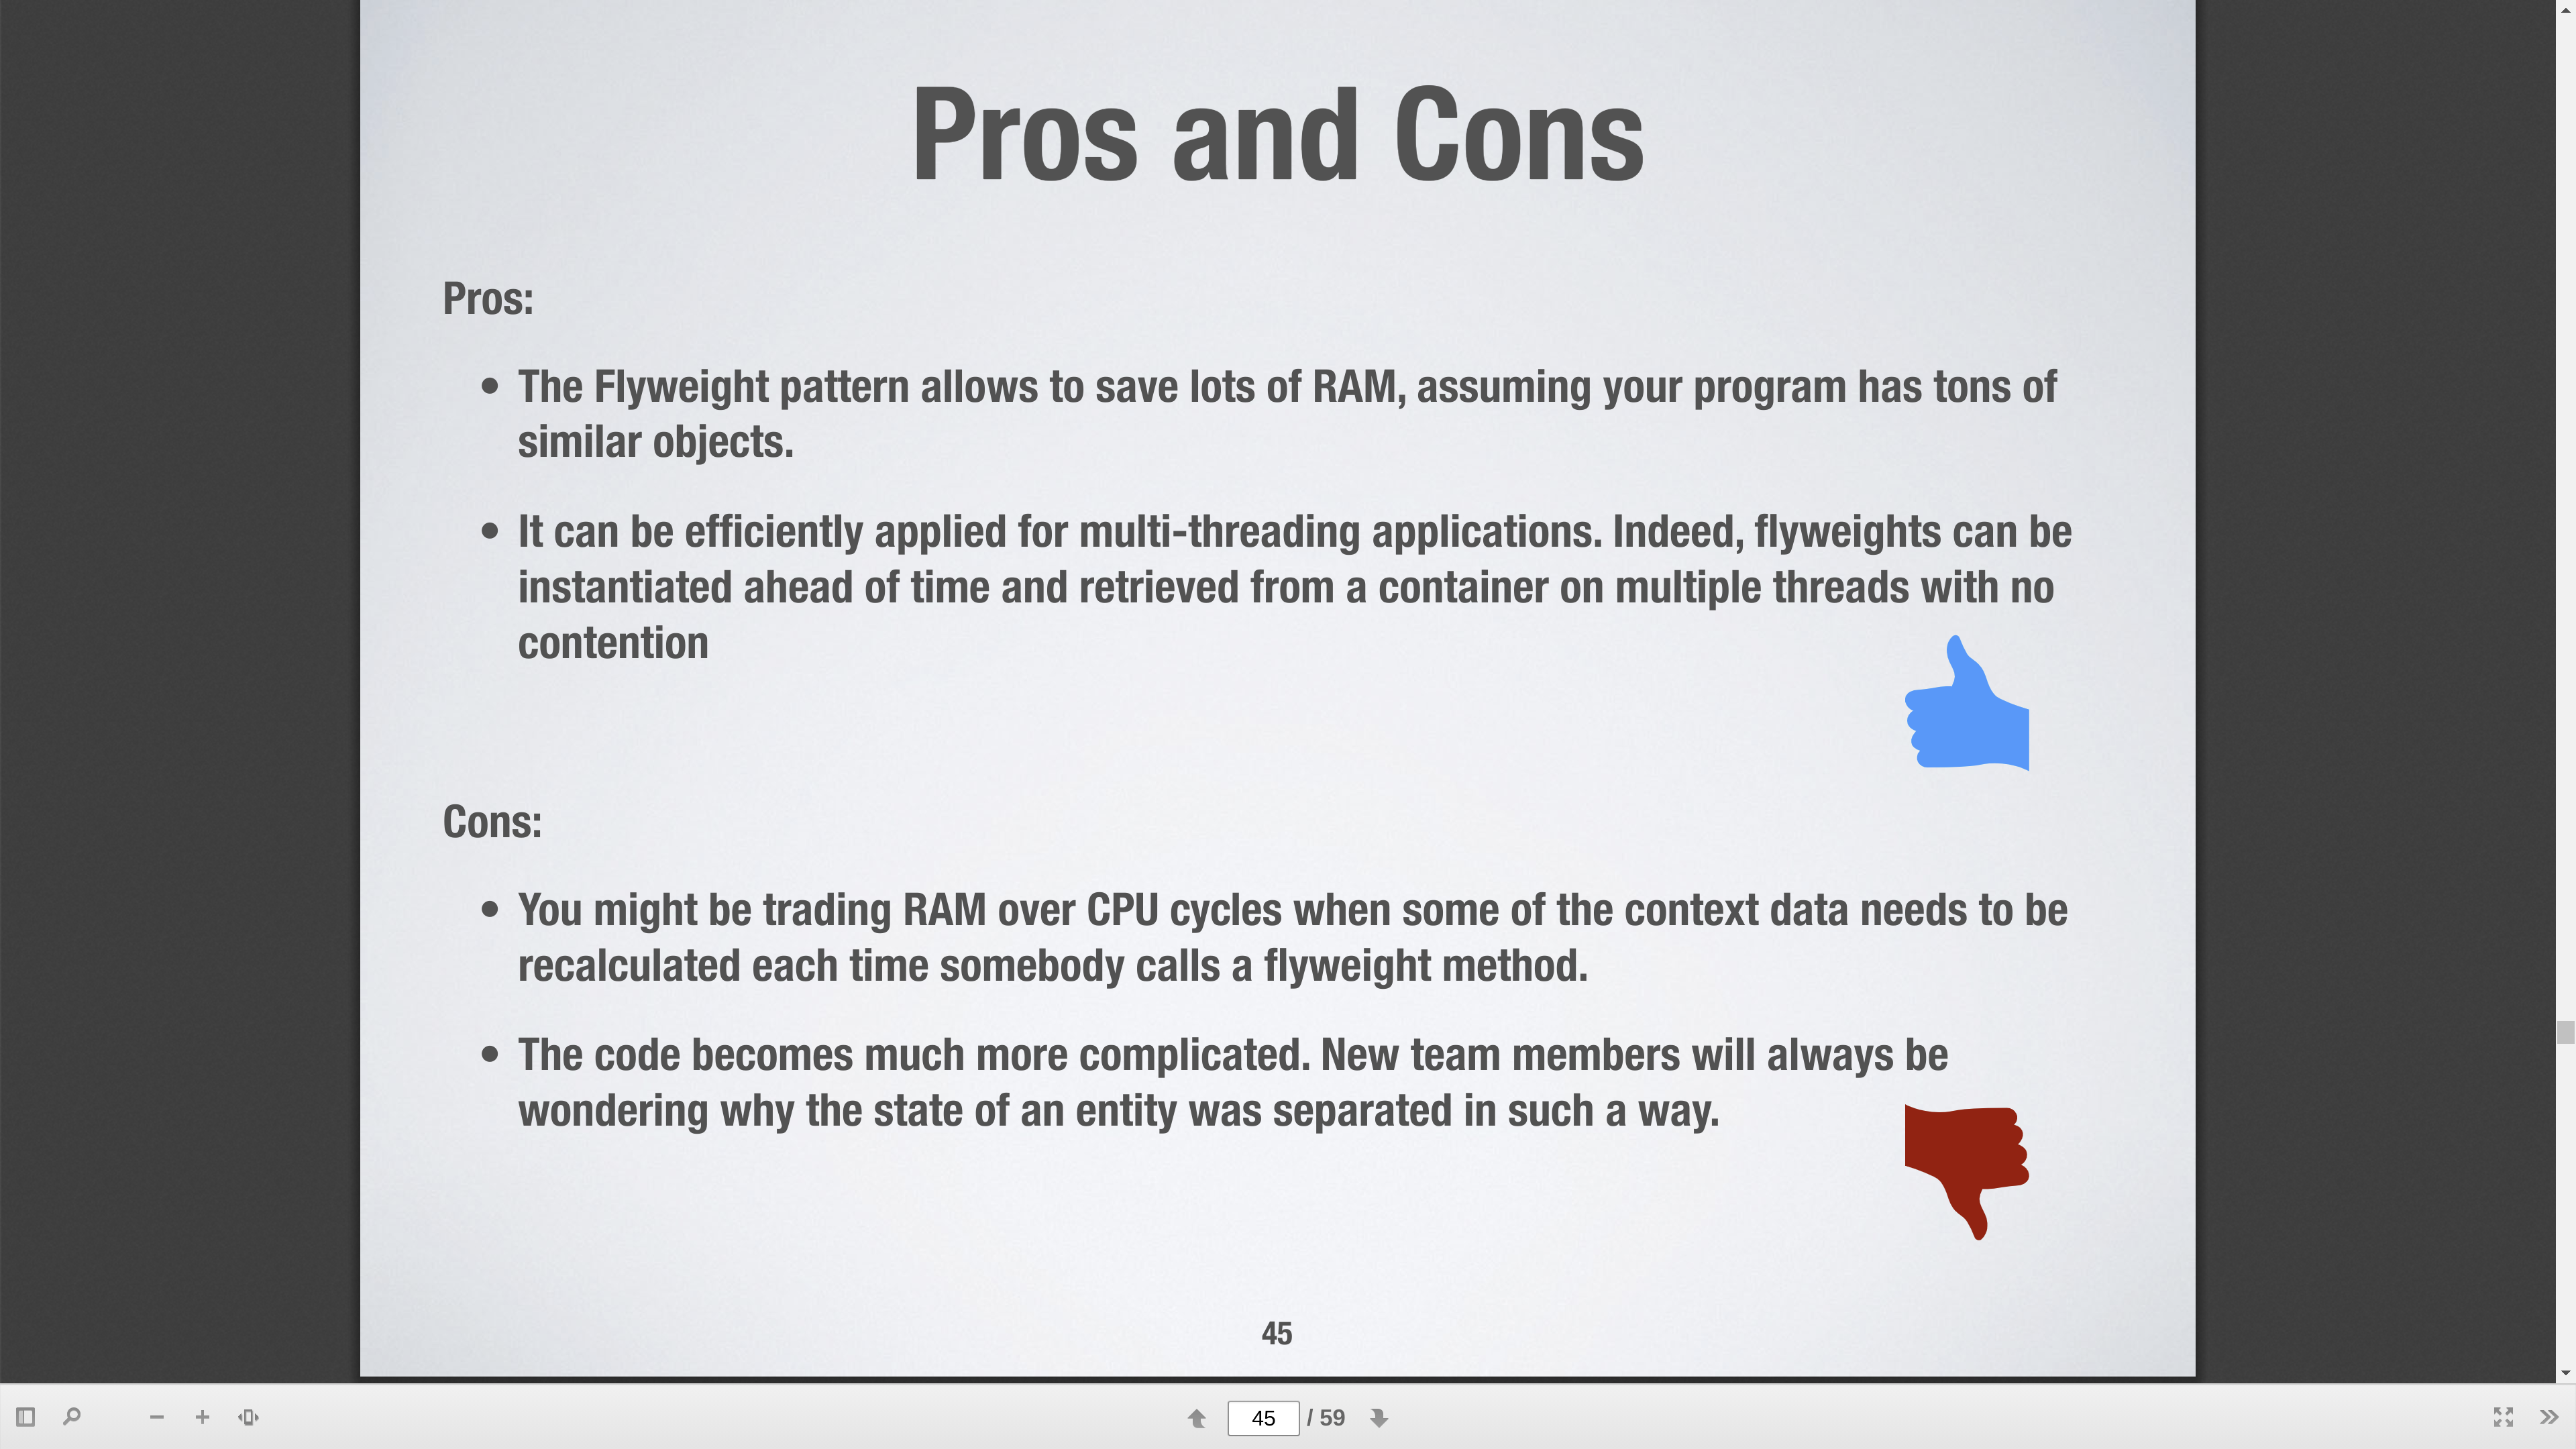 Pros and Cons
Pros:
• The Flyweight pattern allows to save lots of RAM, assuming your program has tons of
similar objects.
• It can be efficiently applied for multi-threading applications. Indeed, flyweights can be
instantiated ahead of time and retrieved from a container on multiple threads with no
contention
Cons:
• You might be trading RAM over CPU cycles when some of the context data needs to be
recalculated each time somebody calls a flyweight method.
• The code becomes much more complicated. New team members will always be
wondering why the state of an entity was separated in such a way.
45
45 / 59